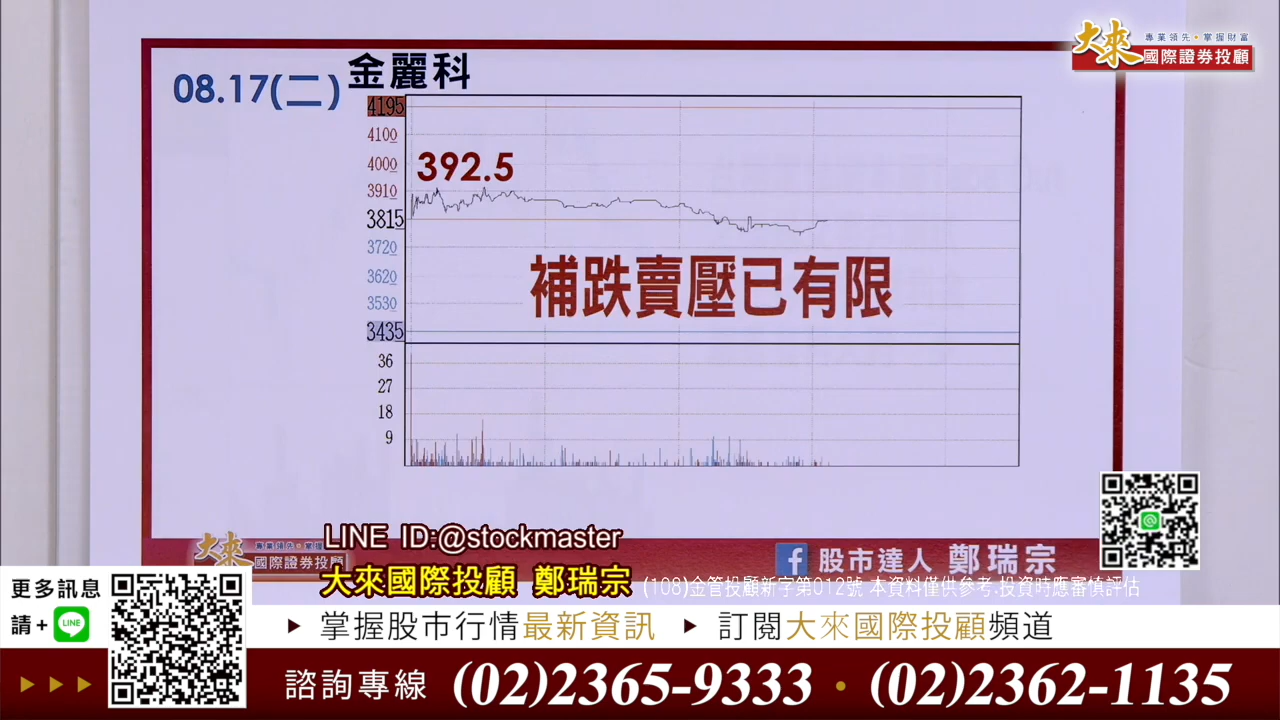 大來
專業領先•掌握財富
國際證券投顧
08.17(二)
金麗科
4195
4100
4000
3910
3815
3720
3620
3530
3435
392.5
補跌賣壓已有限
36
27
18
9
大來
專業領先•掌握
國際證券投顧
LINE ID:@stockmaster
股市達人 鄭瑞宗
大來國際投顧 鄭瑞宗
(108)金管投顧新字第012號 本資料僅供參考.投資時應審慎評估
更多訊息
請+
LINE
掌握股市行情最新資訊
訂閱大來國際投顧頻道
諮詢專線 (02)2365-9333•(02)2362-1135